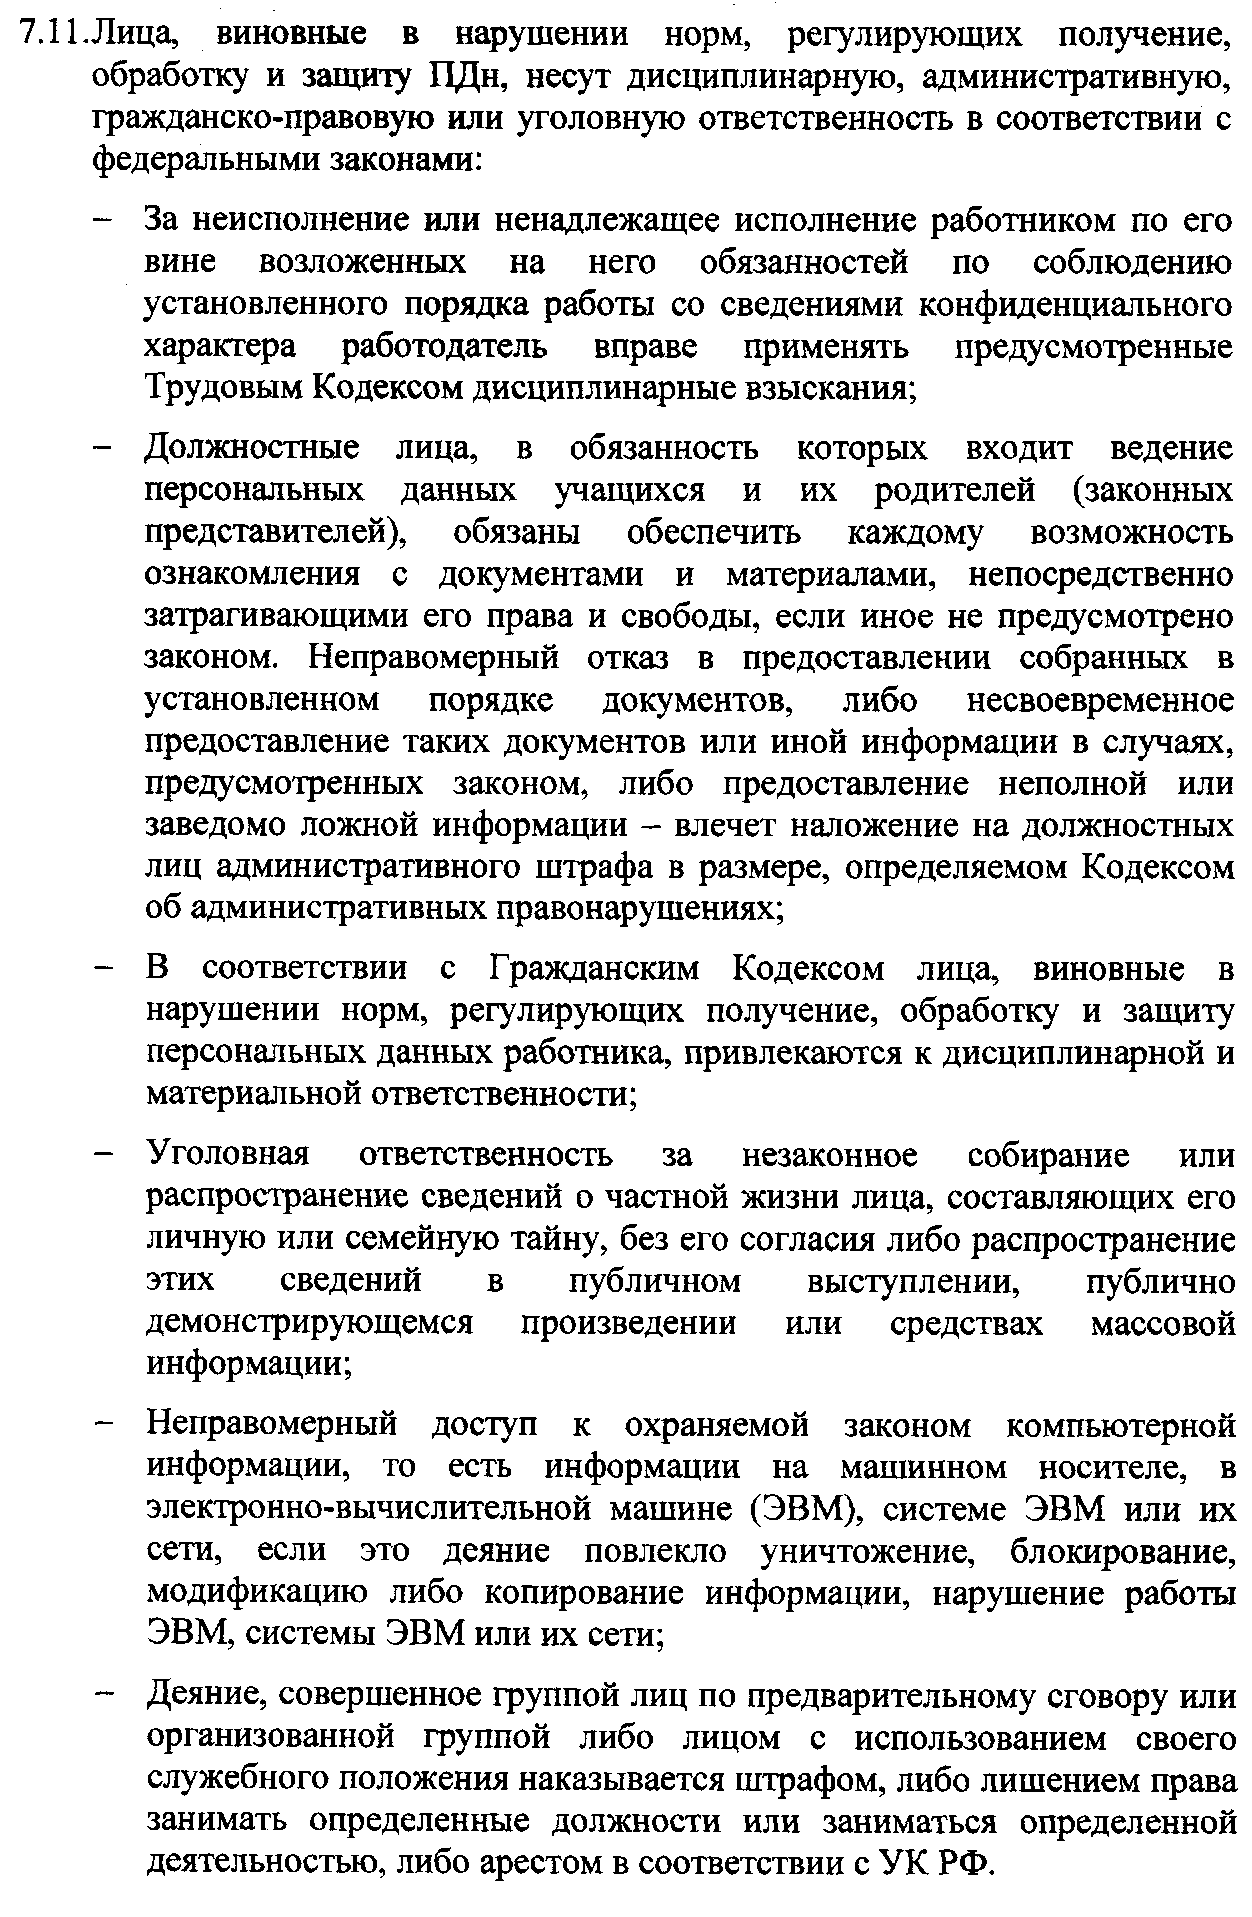 7.11.Лица, виновные в нарушении норм, регулирующих получение,
обработку и защиту ПДн, несут дисциплинарную, административную,
гражданско-правовую или уголовную ответственность в соответствии с
федеральными законами:
– За неисполнение или ненадлежащее исполнение работником по его
вине возложенных на него обязанностей по соблюдению
установленного порядка работы со сведениями конфиденциального
характера работодатель вправе применять предусмотренные
Трудовым Кодексом дисциплинарные взыскания;
– Должностные лица, в обязанность которых входит ведение
персональных данных учащихся и их родителей (законных
представителей), обязаны обеспечить каждому возможность
ознакомления с документами и материалами, непосредственно
затрагивающими его права и свободы, если иное не предусмотрено
законом. Неправомерный отказ в предоставлении собранных в
установленном порядке документов, либо несвоевременное
предоставление таких документов или иной информации в случаях,
предусмотренных законом, либо предоставление неполной или
заведомо ложной информации – влечет наложение на должностных
лиц административного штрафа в размере, определяемом Кодексом
об административных правонарушениях;
– В соответствии с Гражданским Кодексом лица, виновные в
нарушении норм, регулирующих получение, обработку и защиту
персональных данных работника, привлекаются к дисциплинарной и
материальной ответственности;
– Уголовная ответственность за незаконное собирание или
распространение сведений о частной жизни лица, составляющих его
личную или семейную тайну, без его согласия либо распространение
этих сведений в публичном выступлении, публично
демонстрирующемся произведении или средствах массовой
информации;
– Неправомерный доступ к охраняемой законом компьютерной
информации, то есть информации на машинном носителе, в
электронно-вычислительной машине (ЭВМ), системе ЭВМ или их
сети, если это деяние повлекло уничтожение, блокирование,
модификацию либо копирование информации, нарушение работы
ЭВМ, системы ЭВМ или их сети;
– Деяние, совершенное группой лиц по предварительному сговору или
организованной группой либо лицом с использованием своего
служебного положения наказывается штрафом, либо лишением права
занимать определенные должности или заниматься определенной
деятельностью, либо арестом в соответствии с УК РФ.